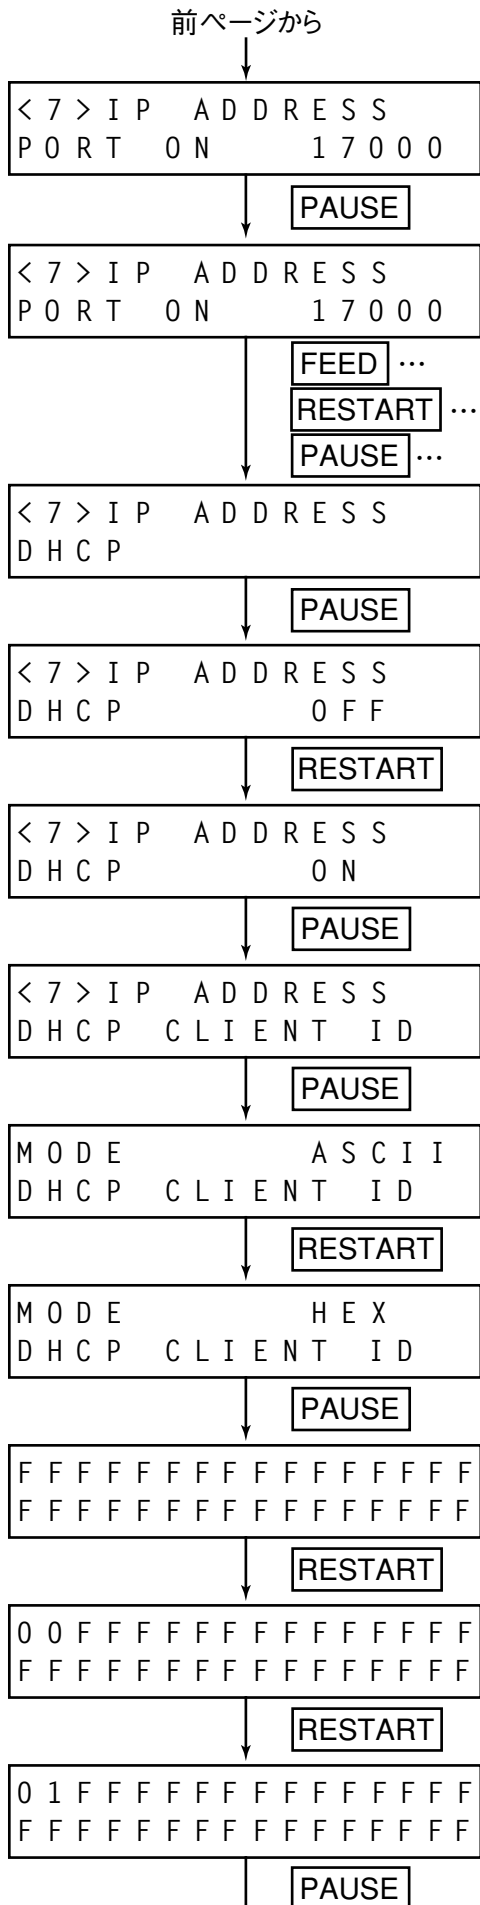 前ページから
<7>IP ADDRESS
PORT ON 17000
PAUSE
<7>IP ADDRESS
PORT ON 17000
FEED …
RESTART …
PAUSE …
<7>IP ADDRESS
DHCP
PAUSE
<7>IP ADDRESS
DHCP OFF
RESTART
<7>IP ADDRESS
DHCP ON
PAUSE
<7>IP ADDRESS
DHCP CLIENT ID
PAUSE
MODE ASCII
DHCP CLIENT ID
RESTART
MODE HEX
DHCP CLIENT ID
PAUSE
FFFFFFFFFFFFFFFF
FFFFFFFFFFFFFFFF
RESTART
00FFFFFFFFFFFFFF
FFFFFFFFFFFFFFFF
RESTART
01FFFFFFFFFFFFFF
FFFFFFFFFFFFFFFF
PAUSE